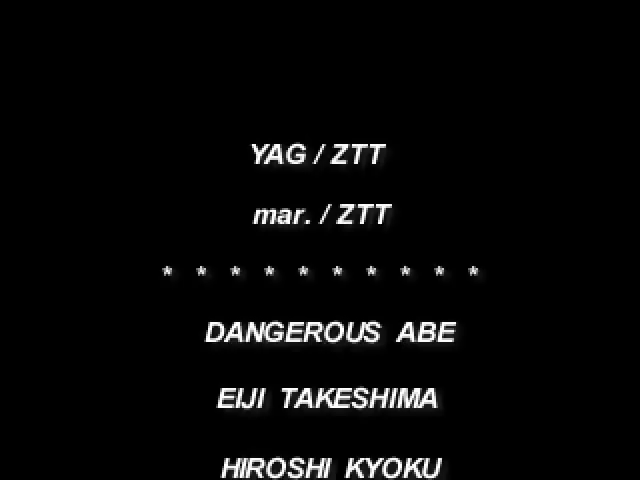 YAG / ZTT
mar. / ZTT
* * * * * * * * * *
DANGEROUS ABE
EIJI TAKESHIMA
HIROSHI KYOKU